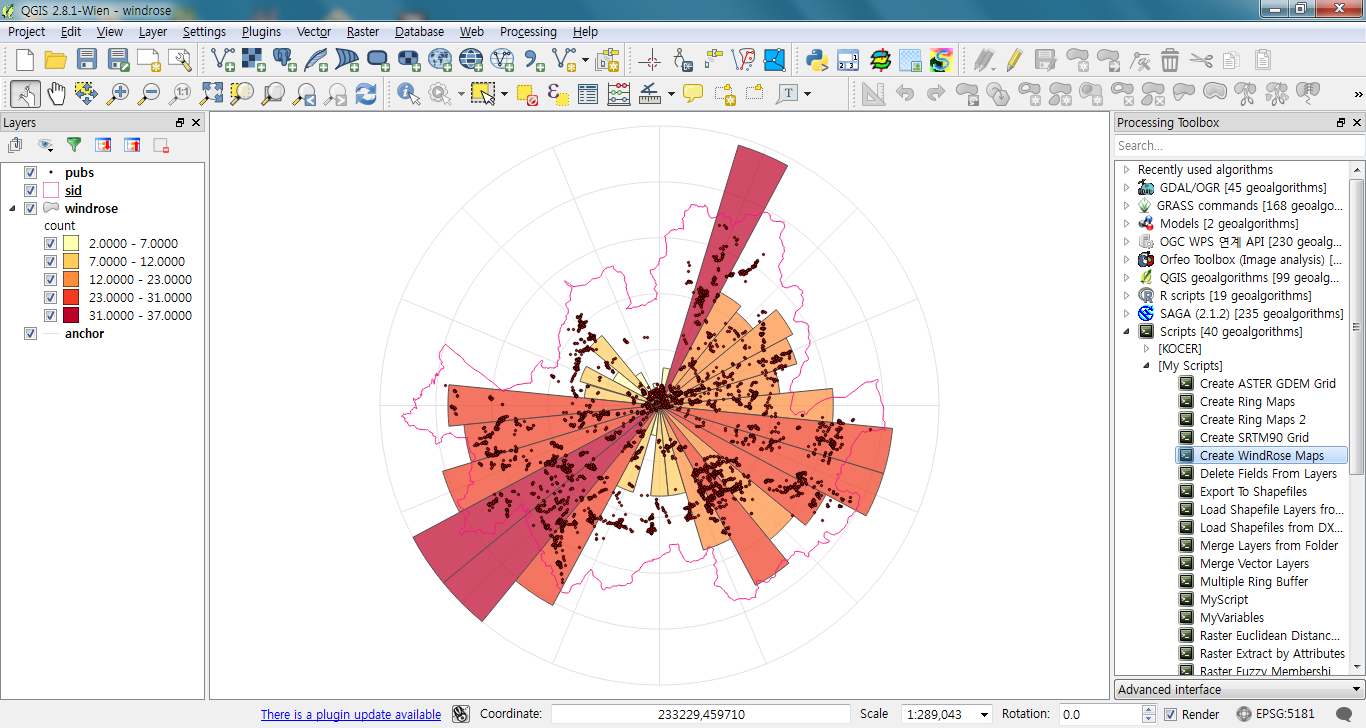 QGIS 2.8.1-Wien - windrose
Project Edit View Layer Settings Plugins Vector Raster Database Web Processing Help
Layers
pubs
sid
windrose
count
2.0000 - 7.0000
7.0000 - 12.0000
12.0000 - 23.0000
23.0000 - 31.0000
31.0000 - 37.0000
anchor
Processing Toolbox
Search...
Recently used algorithms
GDAL/OGR [45 geoalgorithms]
GRASS commands [168 geoalgo...
Models [2 geoalgorithms]
OGC WPS 연계 API [230 geoalg...
Orfeo Toolbox (Image analysis) [...
QGIS geoalgorithms [99 geoalg...
R scripts [19 geoalgorithms]
SAGA (2.1.2) [235 geoalgorithms]
Scripts [40 geoalgorithms]
[KOCER]
[My Scripts]
Create ASTER GDEM Grid
Create Ring Maps
Create Ring Maps 2
Create SRTM90 Grid
Create WindRose Maps
Delete Fields From Layers
Export To Shapefiles
Load Shapefile Layers fro...
Load Shapefiles from DX...
Merge Layers from Folder
Merge Vector Layers
Multiple Ring Buffer
MyScript
MyVariables
Raster Euclidean Distanc...
Raster Extract by Attributes
Raster Fuzzy Membershi
Advanced interface
There is a plugin update available Coordinate: 233229,459710 Scale 1:289,043 Rotation: 0.0 Render EPSG:5181